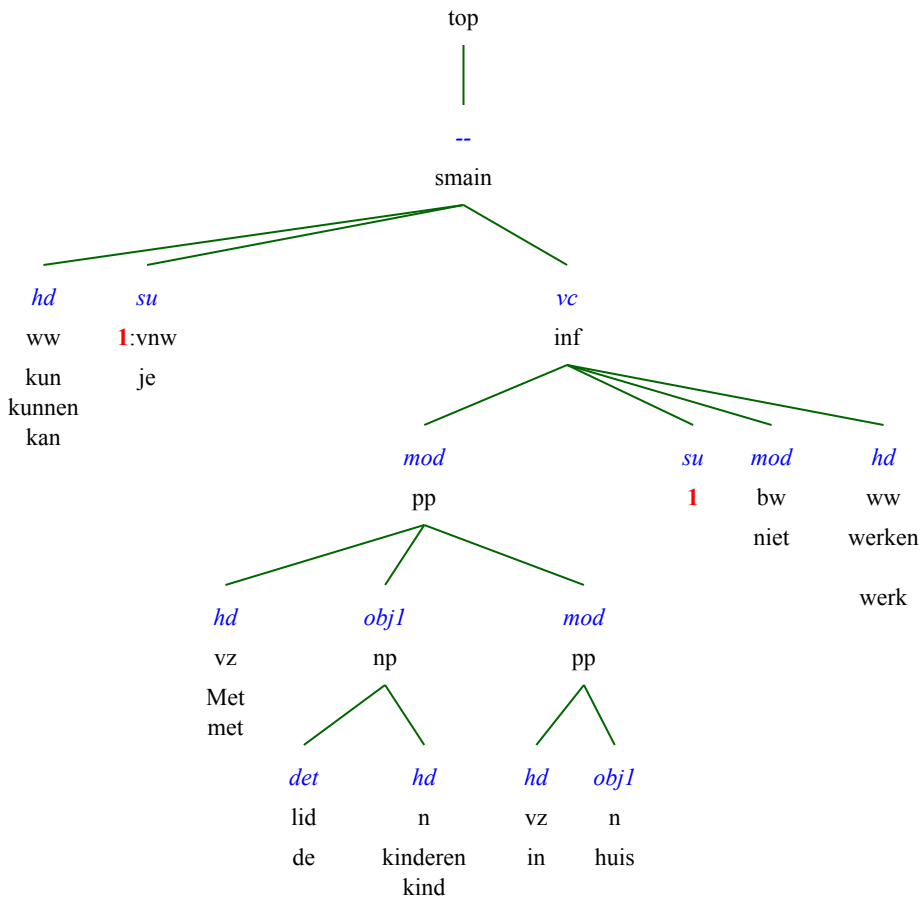 top
--
smain
hd su vc
ww 1:vnw inf
kun je
kunnen
kan
mod su mod hd
pp 1 bw ww
niet werken
werk
hd obj1 mod
vz np pp
Met
met
det hd hd obj1
lid n vz n
de kinderen in huis
kind